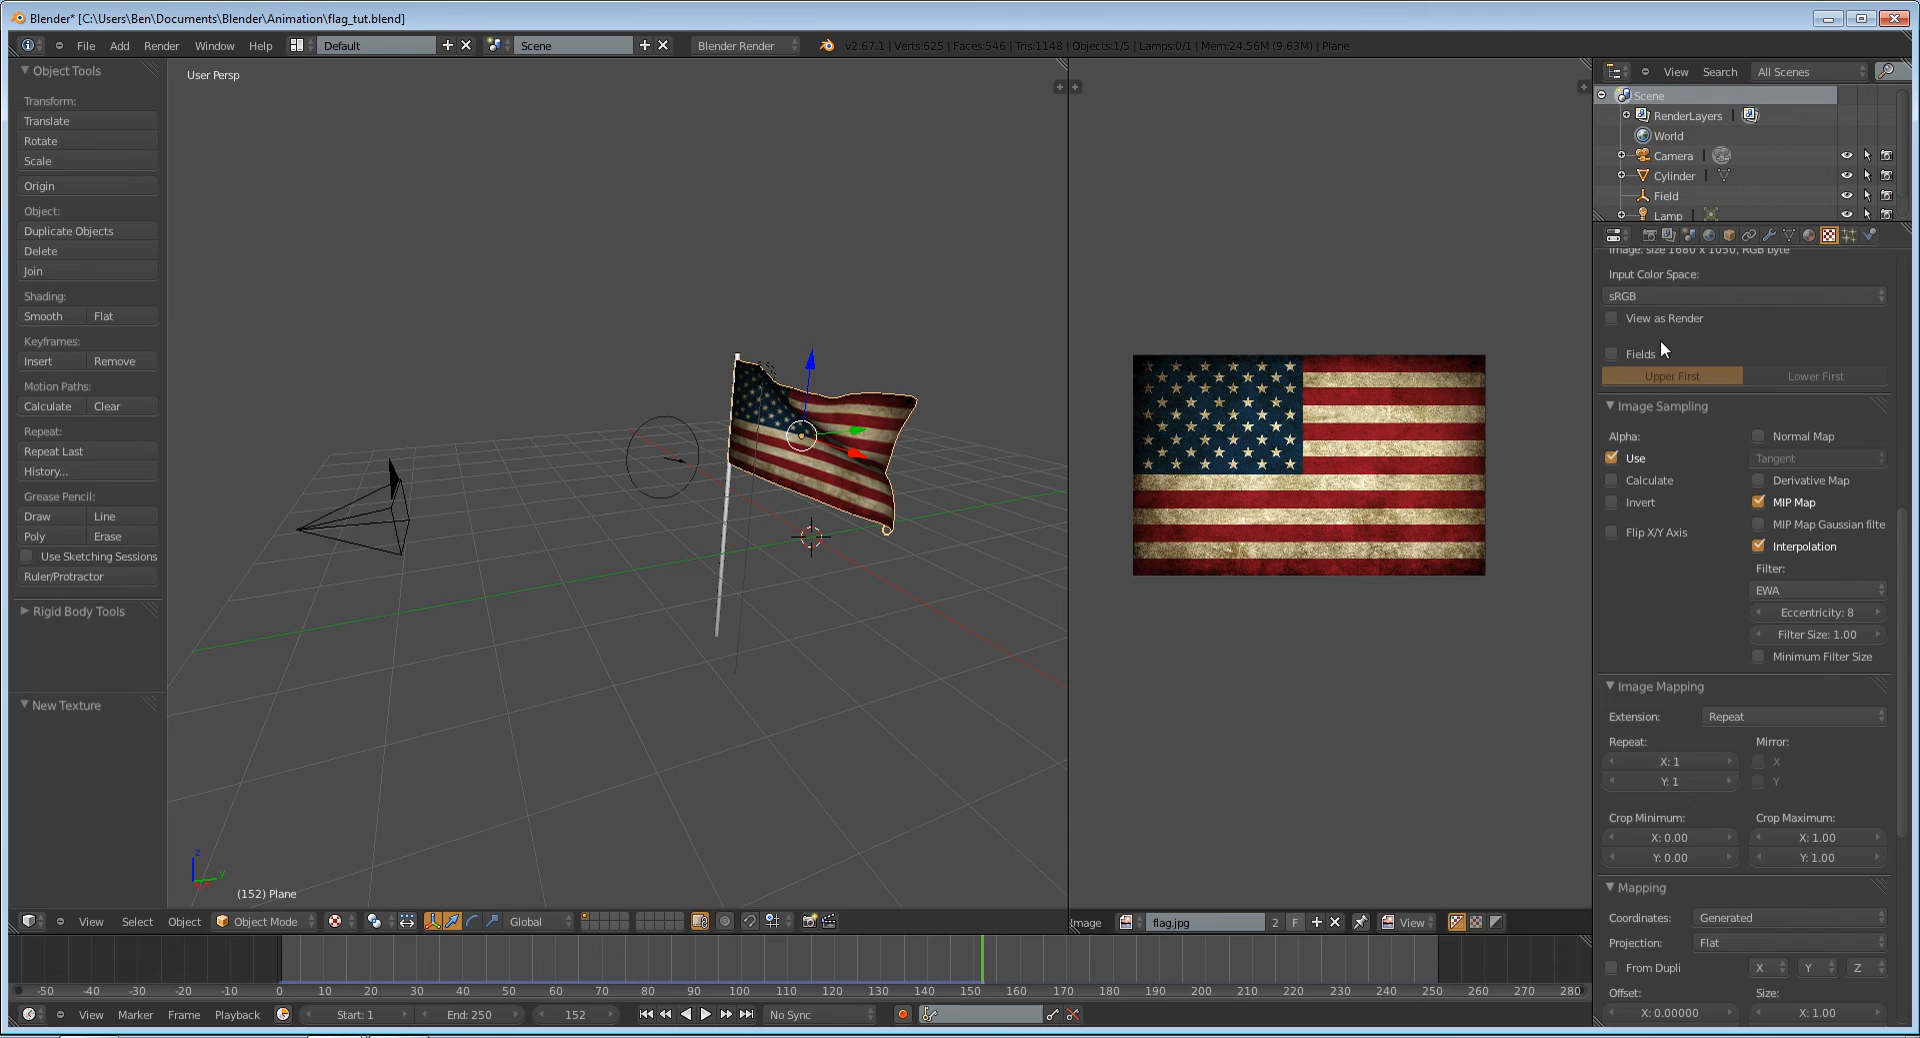 Blender* [C:\Users\Ben\Documents\Blender\Animation\flag_tut.blend]
File Add Render Window Help Default Scene Blender Render v2.67.1 | Verts:625 | Faces:546 | Tris:1148 | Objects:1/5 | Lamps:0/1 | Mem:24.56M (9.63M) | Plane
Object Tools
Transform:
Translate
Rotate
Scale
Origin
Object:
Duplicate Objects
Delete
Join
Shading:
Smooth Flat
Keyframes:
Insert Remove
Motion Paths:
Calculate Clear
Repeat:
Repeat Last
History...
Grease Pencil:
Draw Line
Poly Erase
Use Sketching Sessions
Ruler/Protractor
Rigid Body Tools
New Texture
User Persp
z
y
(152) Plane
View Select Object Object Mode Global
Image flag.jpg 2 F View
View Search All Scenes
Scene
RenderLayers
World
Camera
Cylinder
Field
Lamp
Image: size 1680 x 1050, RGB byte
Input Color Space:
sRGB
View as Render
Fields
Upper First Lower First
Image Sampling
Alpha: Normal Map
Use Tangent
Calculate Derivative Map
Invert MIP Map
MIP Map Gaussian filte
Flip X/Y Axis Interpolation
Filter:
EWA
Eccentricity: 8
Filter Size: 1.00
Minimum Filter Size
Image Mapping
Extension: Repeat
Repeat: Mirror:
X: 1 X
Y: 1 Y
Crop Minimum: Crop Maximum:
X: 0.00 X: 1.00
Y: 0.00 Y: 1.00
Mapping
Coordinates: Generated
Projection: Flat
From Dupli X Y Z
Offset: Size:
X: 0.00000 X: 1.00
-50 -40 -30 -20 -10 0 10 20 30 40 50 60 70 80 90 100 110 120 130 140 150 160 170 180 190 200 210 220 230 240 250 260 270 280
View Marker Frame Playback Start: 1 End: 250 152 No Sync